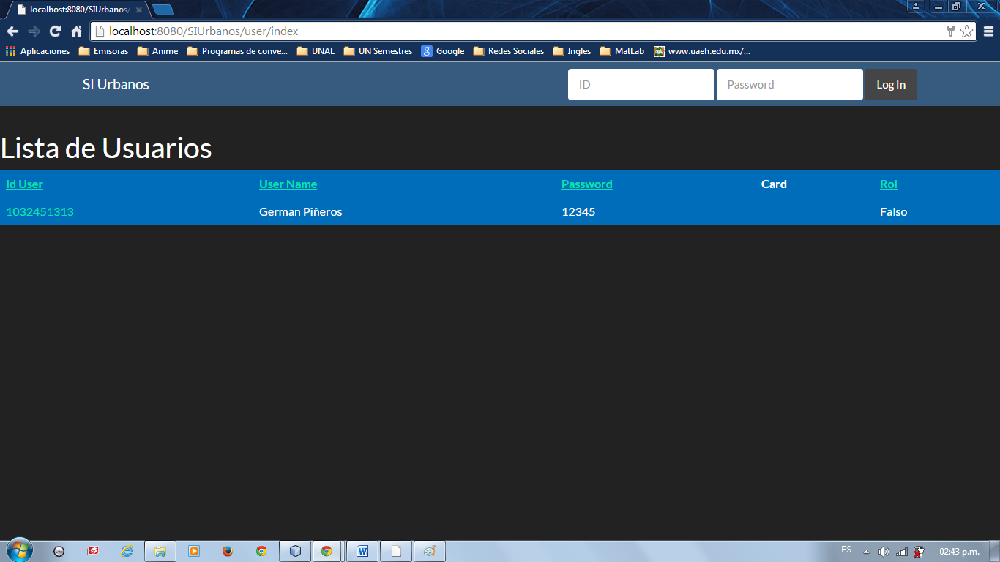 localhost:8080/SIUrbanos/
localhost:8080/SIUrbanos/user/index
Aplicaciones Emisoras Anime Programas de conve... UNAL UN Semestres Google Redes Sociales Ingles MatLab www.uaeh.edu.mx/...
SI Urbanos ID Password Log In
Lista de Usuarios
Id User User Name Password Card Rol
1032451313 German Piñeros 12345 Falso
ES 02:43 p.m.